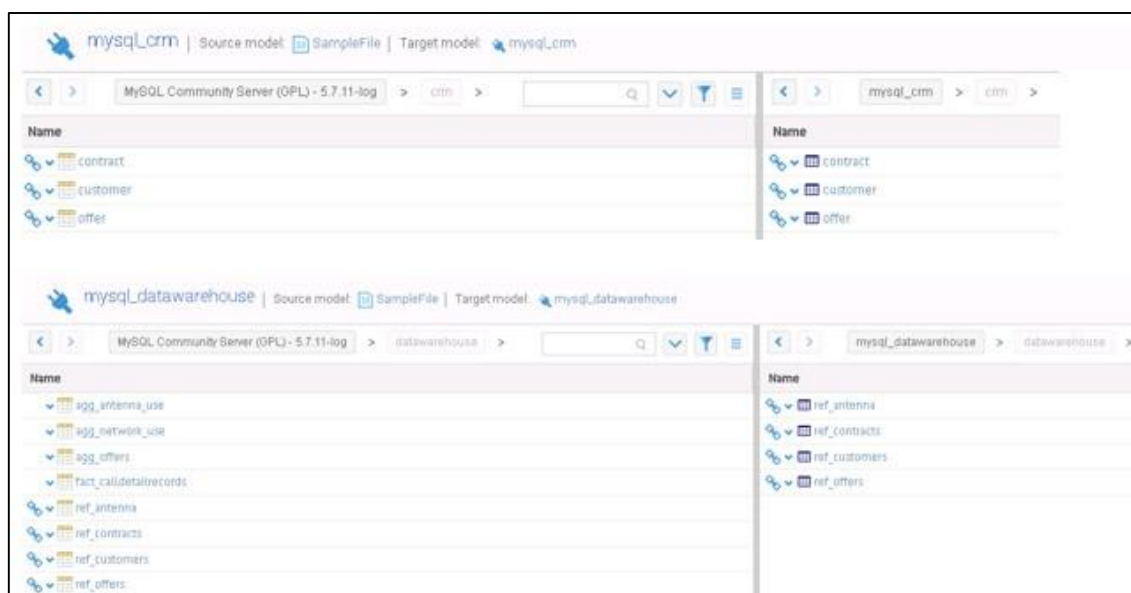 mysql_crm | Source model: SampleFile | Target model: mysql_crm
MySQL Community Server (GPL) - 5.7.11-log > crm >
mysql_crm > crm >
Name
Name
contract
contract
customer
customer
offer
offer
mysql_datawarehouse | Source model: SampleFile | Target model: mysql_datawarehouse
MySQL Community Server (GPL) - 5.7.11-log > datawarehouse >
mysql_datawarehouse > datawarehouse >
Name
Name
agg_antenna_use
ref_antenna
agg_network_use
ref_contracts
agg_offers
ref_customers
fact_calldetailrecords
ref_offers
ref_antenna
ref_contracts
ref_customers
ref_offers